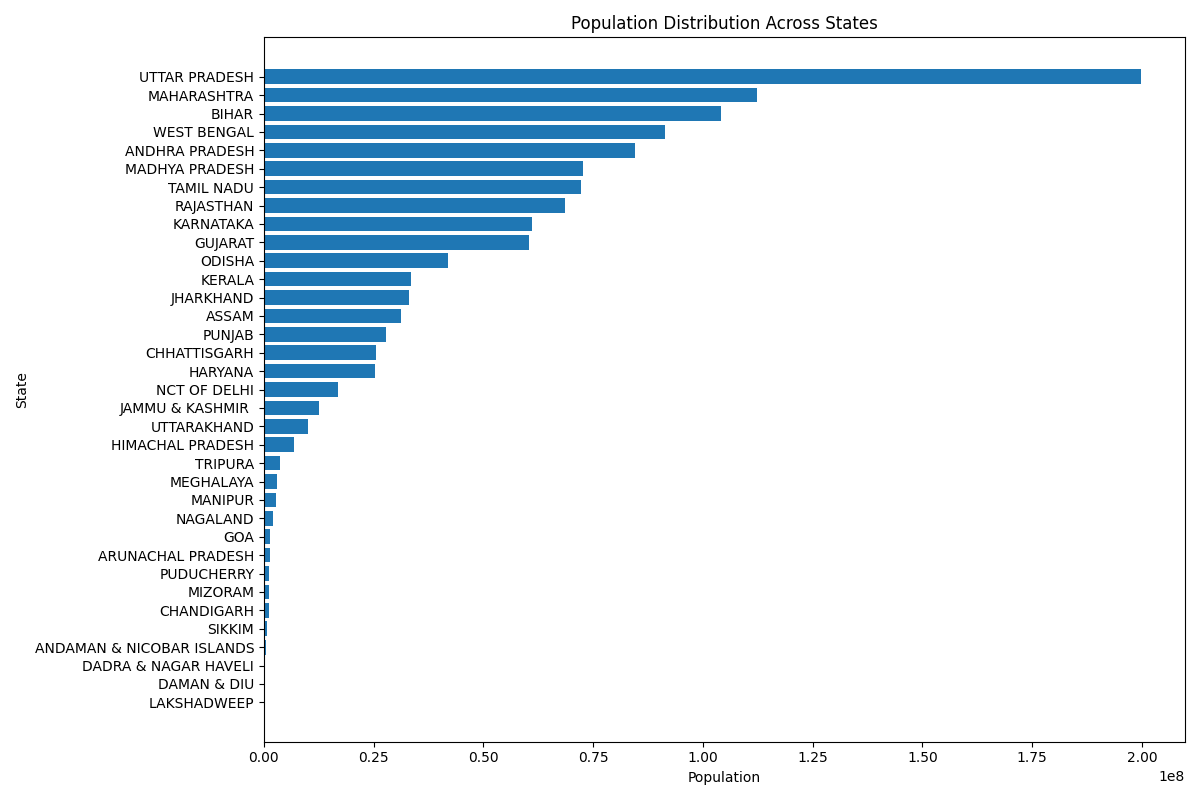 Population Distribution Across States
UTTAR PRADESH
MAHARASHTRA
BIHAR
WEST BENGAL
ANDHRA PRADESH
MADHYA PRADESH
TAMIL NADU
RAJASTHAN
KARNATAKA
GUJARAT
ODISHA
KERALA
JHARKHAND
ASSAM
PUNJAB
CHHATTISGARH
HARYANA
NCT OF DELHI
JAMMU & KASHMIR
UTTARAKHAND
HIMACHAL PRADESH
TRIPURA
MEGHALAYA
MANIPUR
NAGALAND
GOA
ARUNACHAL PRADESH
PUDUCHERRY
MIZORAM
CHANDIGARH
SIKKIM
ANDAMAN & NICOBAR ISLANDS
DADRA & NAGAR HAVELI
DAMAN & DIU
LAKSHADWEEP
State
0.00 0.25 0.50 0.75 1.00 1.25 1.50 1.75 2.00
1e8
Population